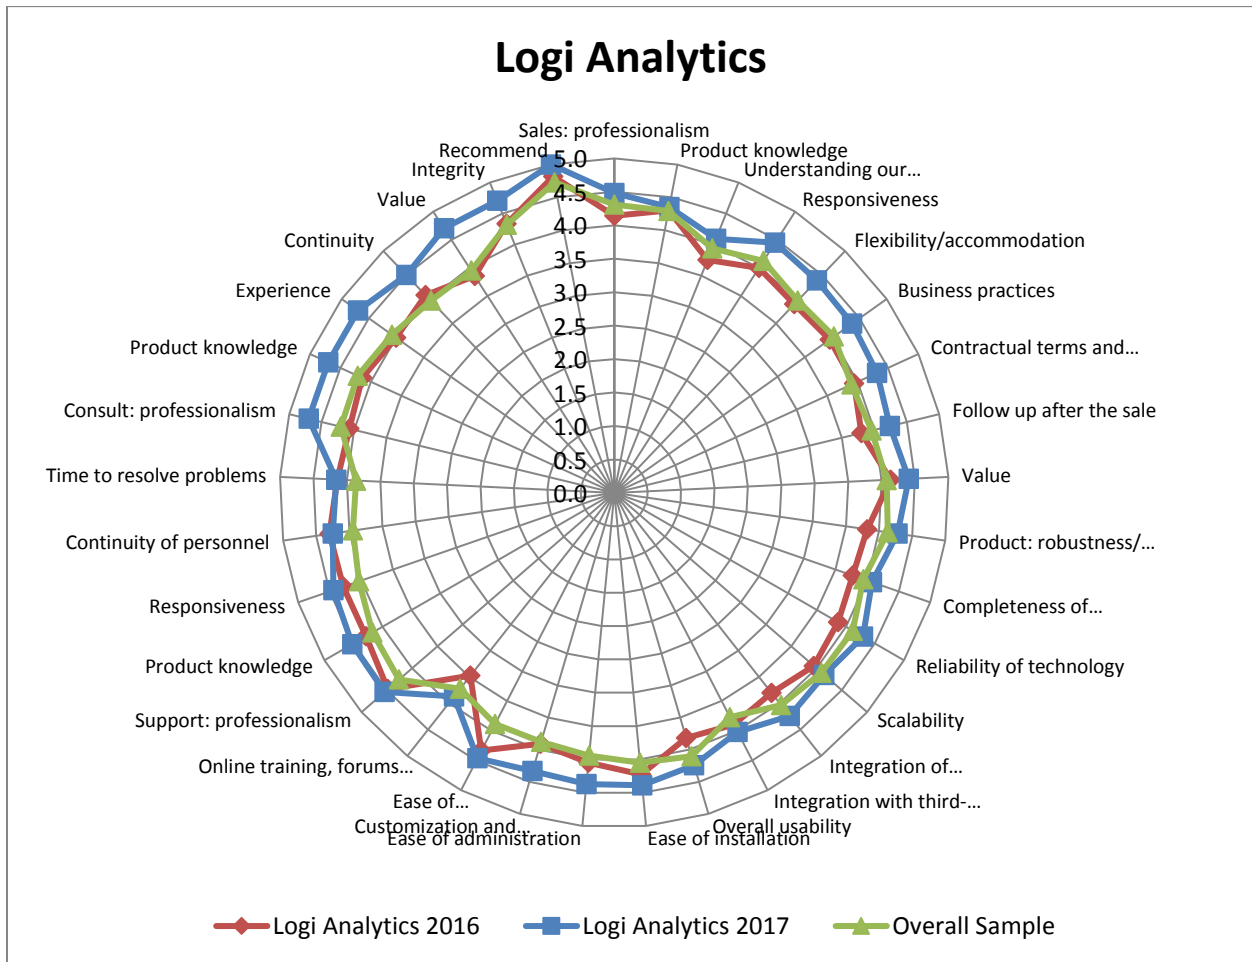 Logi Analytics
Sales: professionalism
Product knowledge
Understanding our...
Responsiveness
Flexibility/accommodation
Business practices
Contractual terms and...
Follow up after the sale
Value
Product: robustness/...
Completeness of...
Reliability of technology
Scalability
Integration of...
Integration with third-...
Overall usability
Ease of installation
Ease of administration
Customization and...
Ease of...
Online training, forums...
Support: professionalism
Product knowledge
Responsiveness
Continuity of personnel
Time to resolve problems
Consult: professionalism
Product knowledge
Experience
Continuity
Value
Integrity
Recommend
5.0
4.5
4.0
3.5
3.0
2.5
2.0
1.5
1.0
0.5
0.0
Logi Analytics 2016
Logi Analytics 2017
Overall Sample